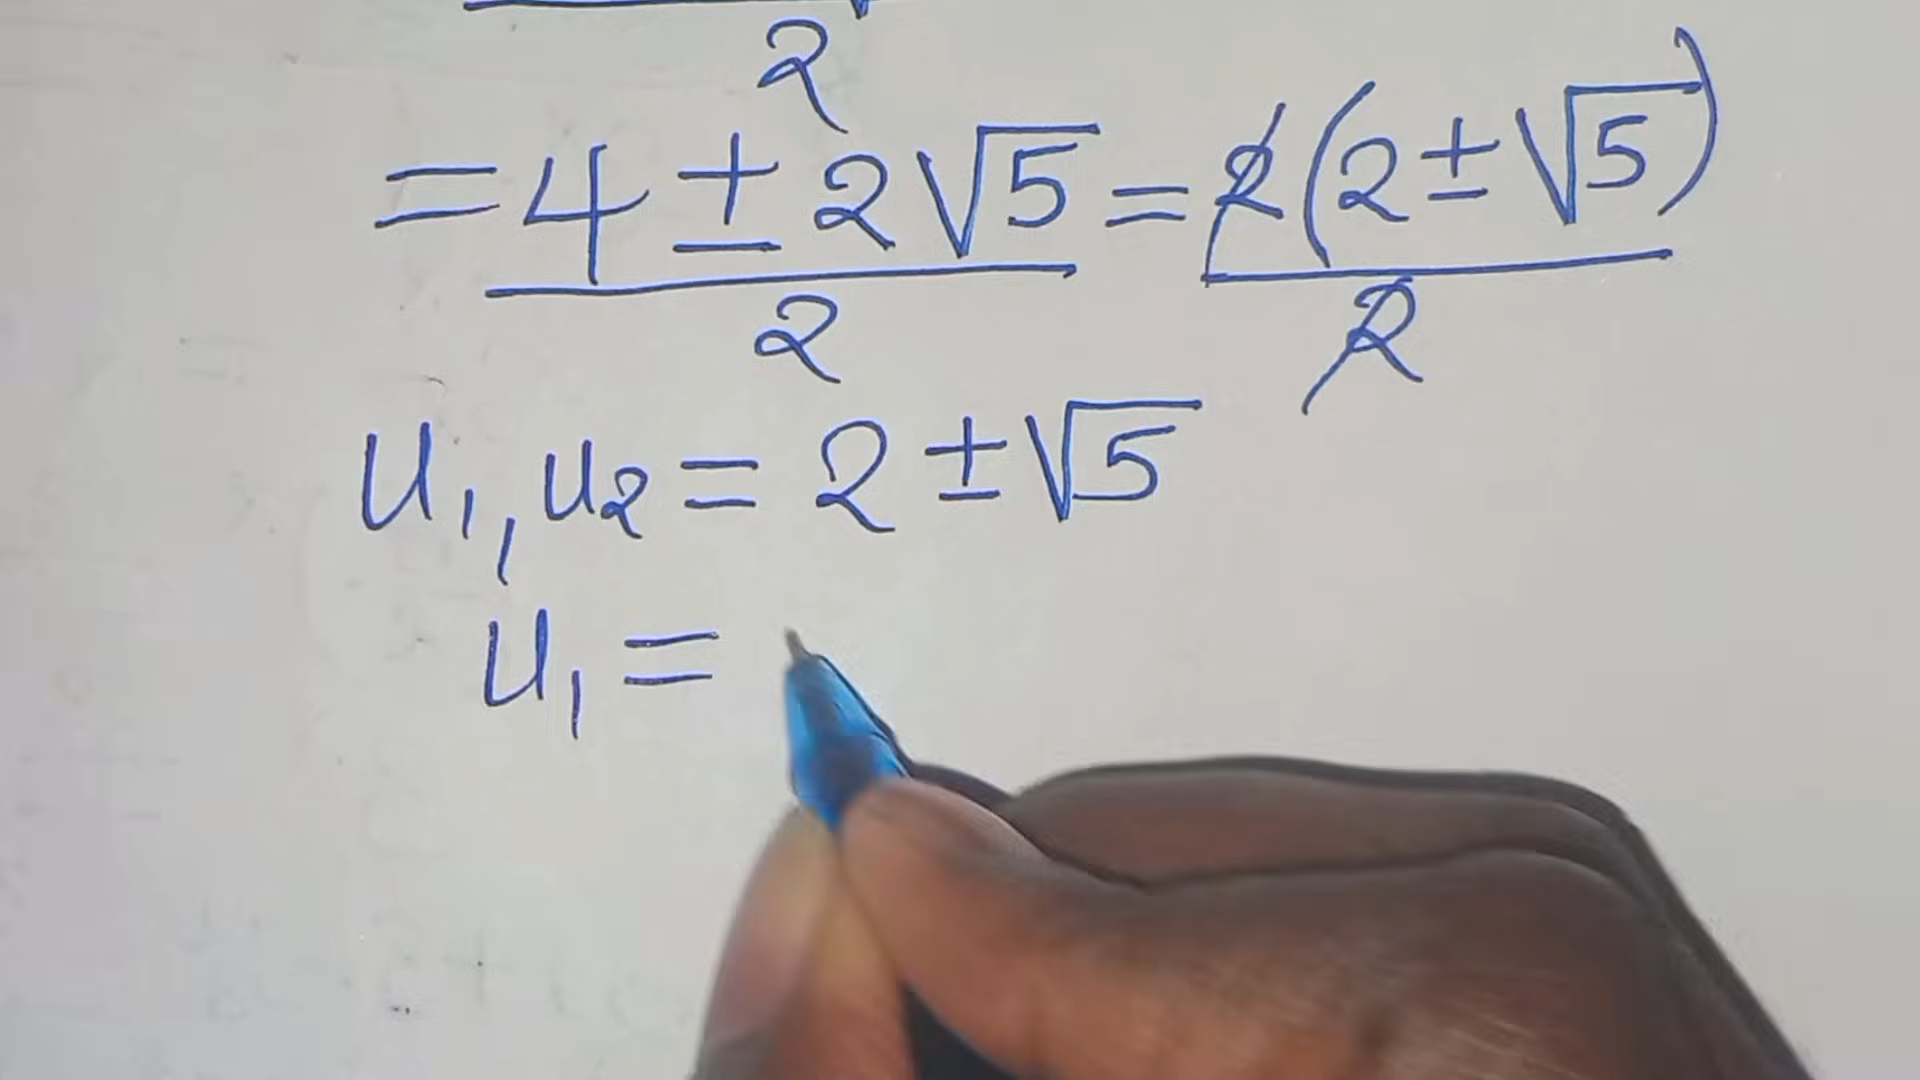 2
= 4 ± 2√5 = 2(2 ± √5)
2 2
u₁, u₂ = 2 ± √5
u₁ =